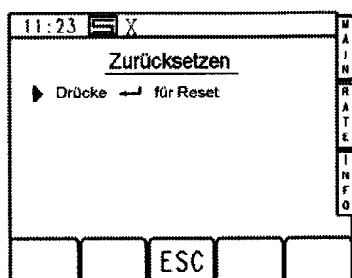 11:23 X
Zurücksetzen
Drücke ↵ für Reset
MAIN
RATE
INFO
ESC